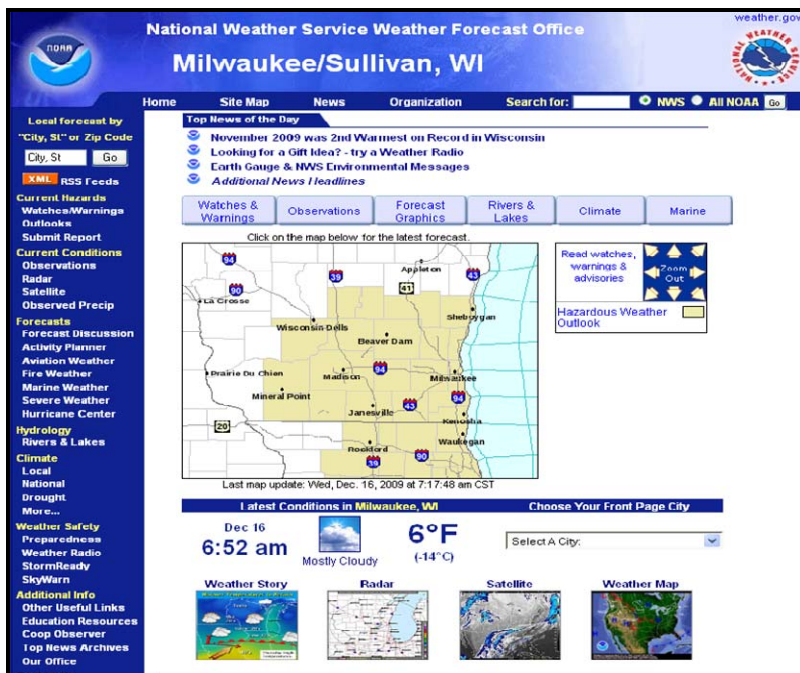 weather.gov
National Weather Service Weather Forecast Office
NOAA
Milwaukee/Sullivan, WI
NATIONAL WEATHER SERVICE
Home Site Map News Organization Search for: NWS All NOAA Go
Local forecast by
"City, St" or Zip Code
City, St Go
XML RSS Feeds
Current Hazards
Watches/Warnings
Outlooks
Submit Report
Current Conditions
Observations
Radar
Satellite
Observed Precip
Forecasts
Forecast Discussion
Activity Planner
Aviation Weather
Fire Weather
Marine Weather
Severe Weather
Hurricane Center
Hydrology
Rivers & Lakes
Climate
Local
National
Drought
More...
Weather Safety
Preparedness
Weather Radio
StormReady
SkyWarn
Additional Info
Other Useful Links
Education Resources
Coop Observer
Top News Archives
Our Office
Top News of the Day
November 2009 was 2nd Warmest on Record in Wisconsin
Looking for a Gift Idea? - try a Weather Radio
Earth Gauge & NWS Environmental Messages
Additional News Headlines
Watches & Warnings
Observations
Forecast Graphics
Rivers & Lakes
Climate
Marine
Click on the map below for the latest forecast.
94
39
Appleton
43
90
41
La Crosse
Sheboygan
Wisconsin Dells
Beaver Dam
Prairie Du Chien
Madison
94
Milwaukee
Mineral Point
94
Janesville
43
Kenosha
20
Waukegan
Rockford
90
39
Read watches, warnings & advisories
Zoom Out
Hazardous Weather Outlook
Last map update: Wed, Dec. 16, 2009 at 7:17:48 am CST
Latest Conditions in Milwaukee, WI
Choose Your Front Page City
Dec 16
6:52 am
Mostly Cloudy
6°F
(-14°C)
Select A City:
Weather Story
Radar
Satellite
Weather Map